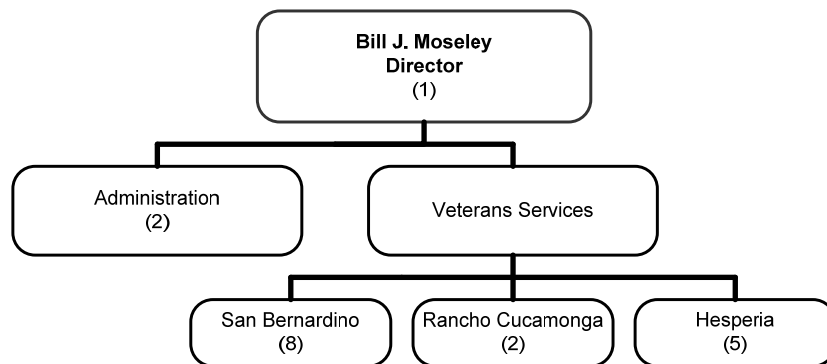 Bill J. Moseley
Director
(1)
Administration
(2)
Veterans Services
San Bernardino
(8)
Rancho Cucamonga
(2)
Hesperia
(5)